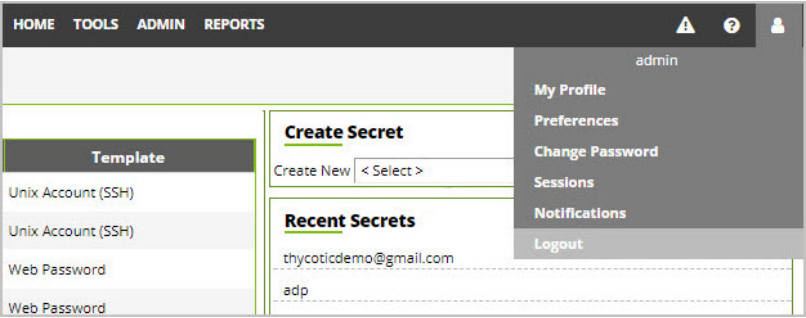 HOME TOOLS ADMIN REPORTS
admin
My Profile
Preferences
Change Password
Sessions
Notifications
Logout
Template
Unix Account (SSH)
Unix Account (SSH)
Web Password
Web Password
Create Secret
Create New < Select >
Recent Secrets
thycoticdemo@gmail.com
adp